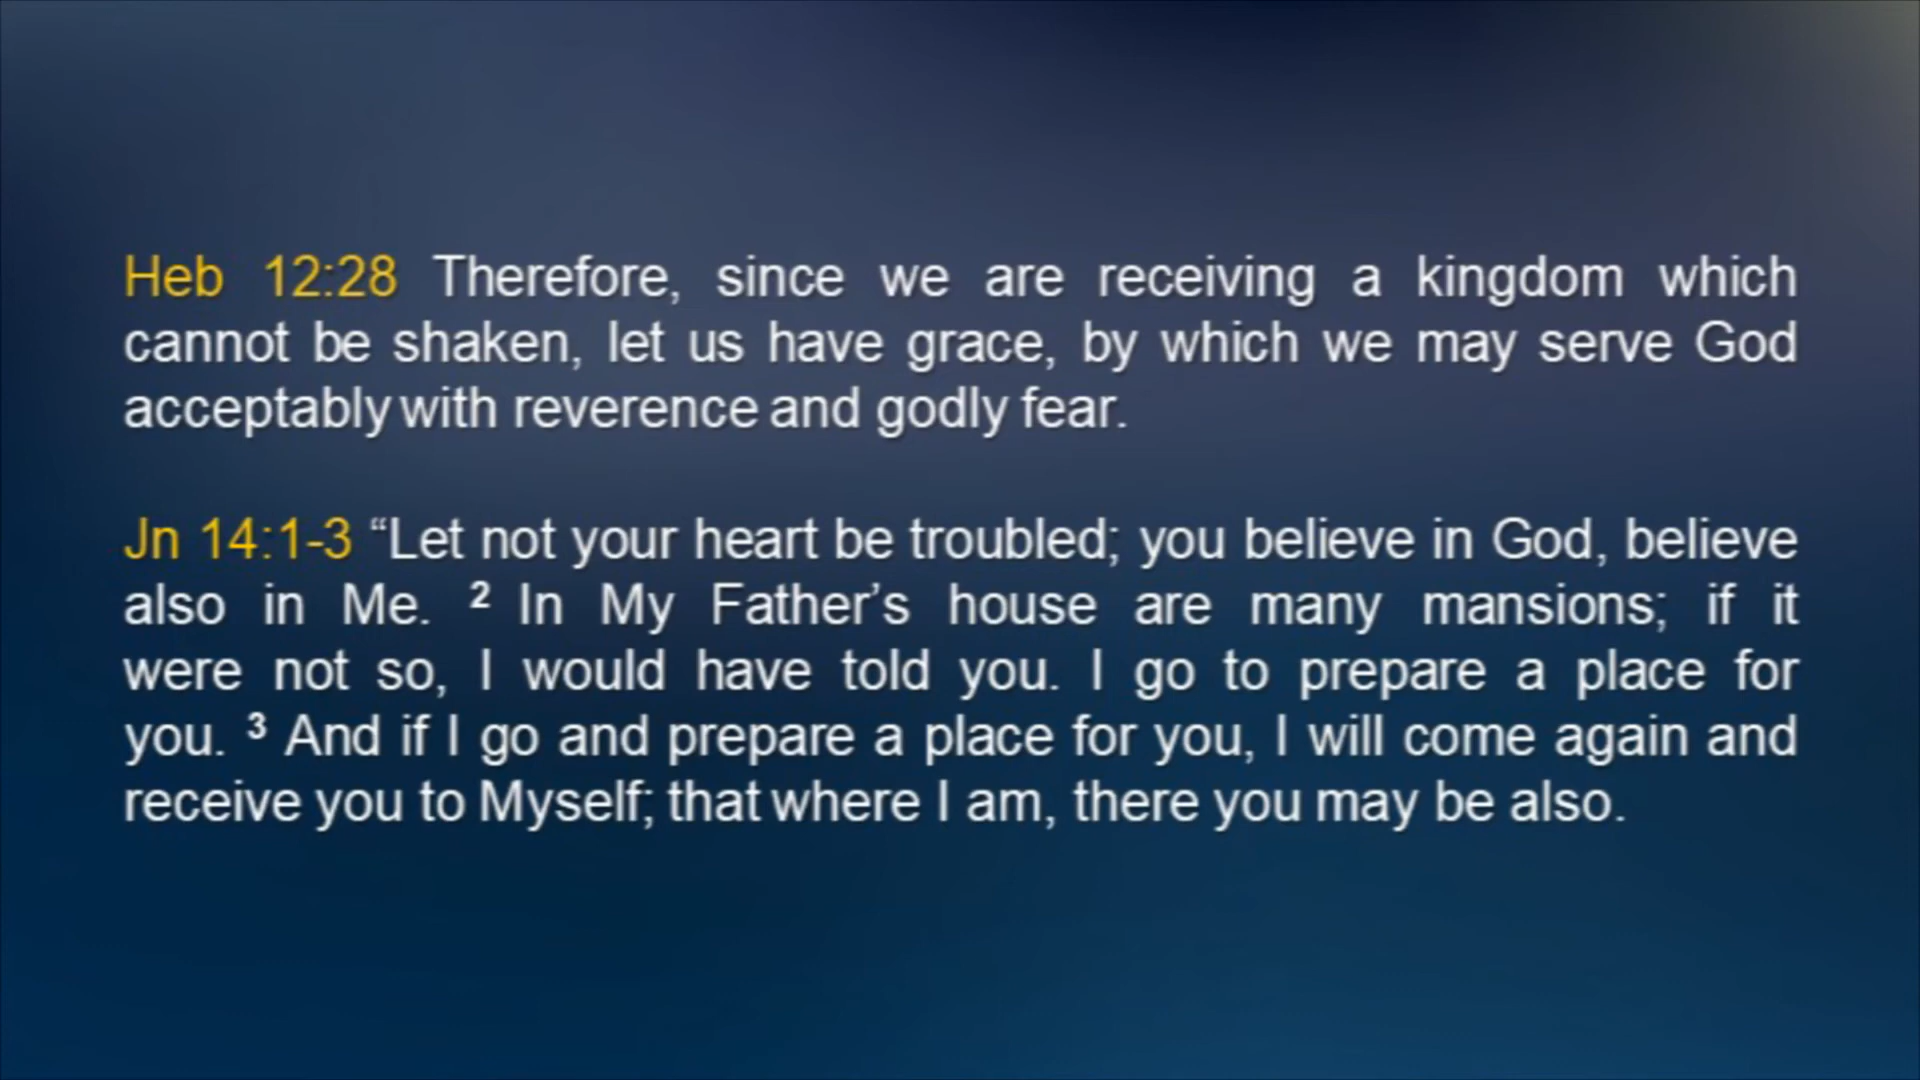 Heb 12:28 Therefore, since we are receiving a kingdom which
cannot be shaken, let us have grace, by which we may serve God
acceptably with reverence and godly fear.
Jn 14:1-3 “Let not your heart be troubled; you believe in God, believe
also in Me. ² In My Father’s house are many mansions; if it
were not so, I would have told you. I go to prepare a place for
you. ³ And if I go and prepare a place for you, I will come again and
receive you to Myself; that where I am, there you may be also.